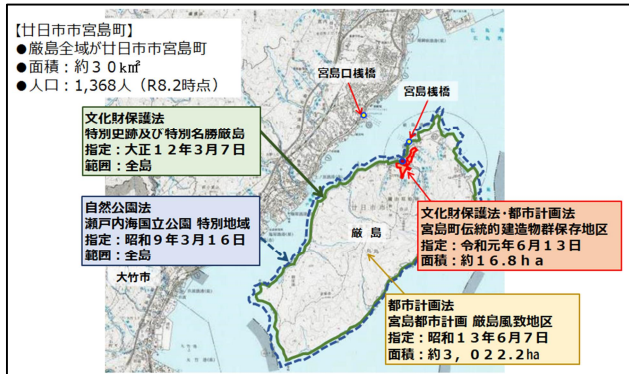 【廿日市市宮島町】
●厳島全域が廿日市市宮島町
●面積：約３０㎢
●人口：1,368人（R8.2時点）
宮島口桟橋
宮島桟橋
文化財保護法
特別史跡及び特別名勝厳島
指定：大正１２年３月７日
範囲：全島
自然公園法
瀬戸内海国立公園 特別地域
指定：昭和９年３月１６日
範囲：全島
大竹市
廿日市市
厳 島
文化財保護法・都市計画法
宮島町伝統的建造物群保存地区
指定：令和元年６月１３日
面積：約１６.８ｈａ
都市計画法
宮島都市計画 厳島風致地区
指定：昭和１３年６月７日
面積：約３，０２２.２㏊